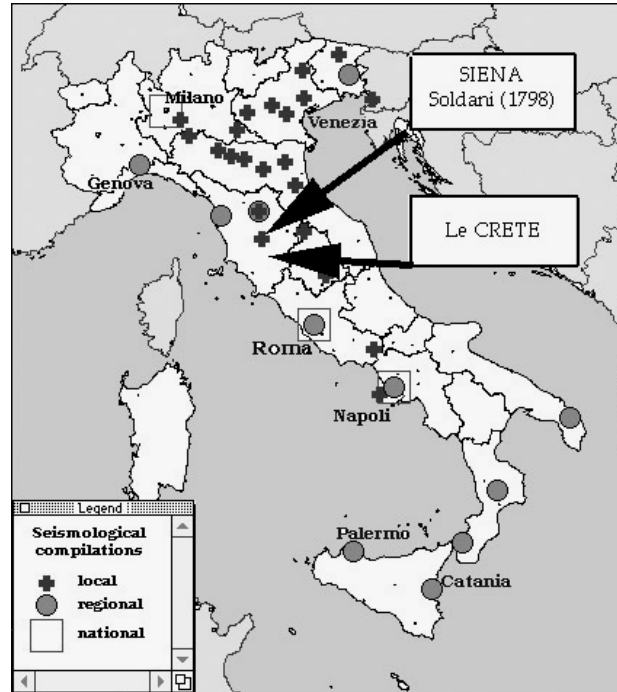 SIENA
Soldani (1798)
Milano
Venezia
Genova
Le CRETE
Roma
Napoli
Legend
Seismological
compilations
local
regional
national
Palermo
Catania